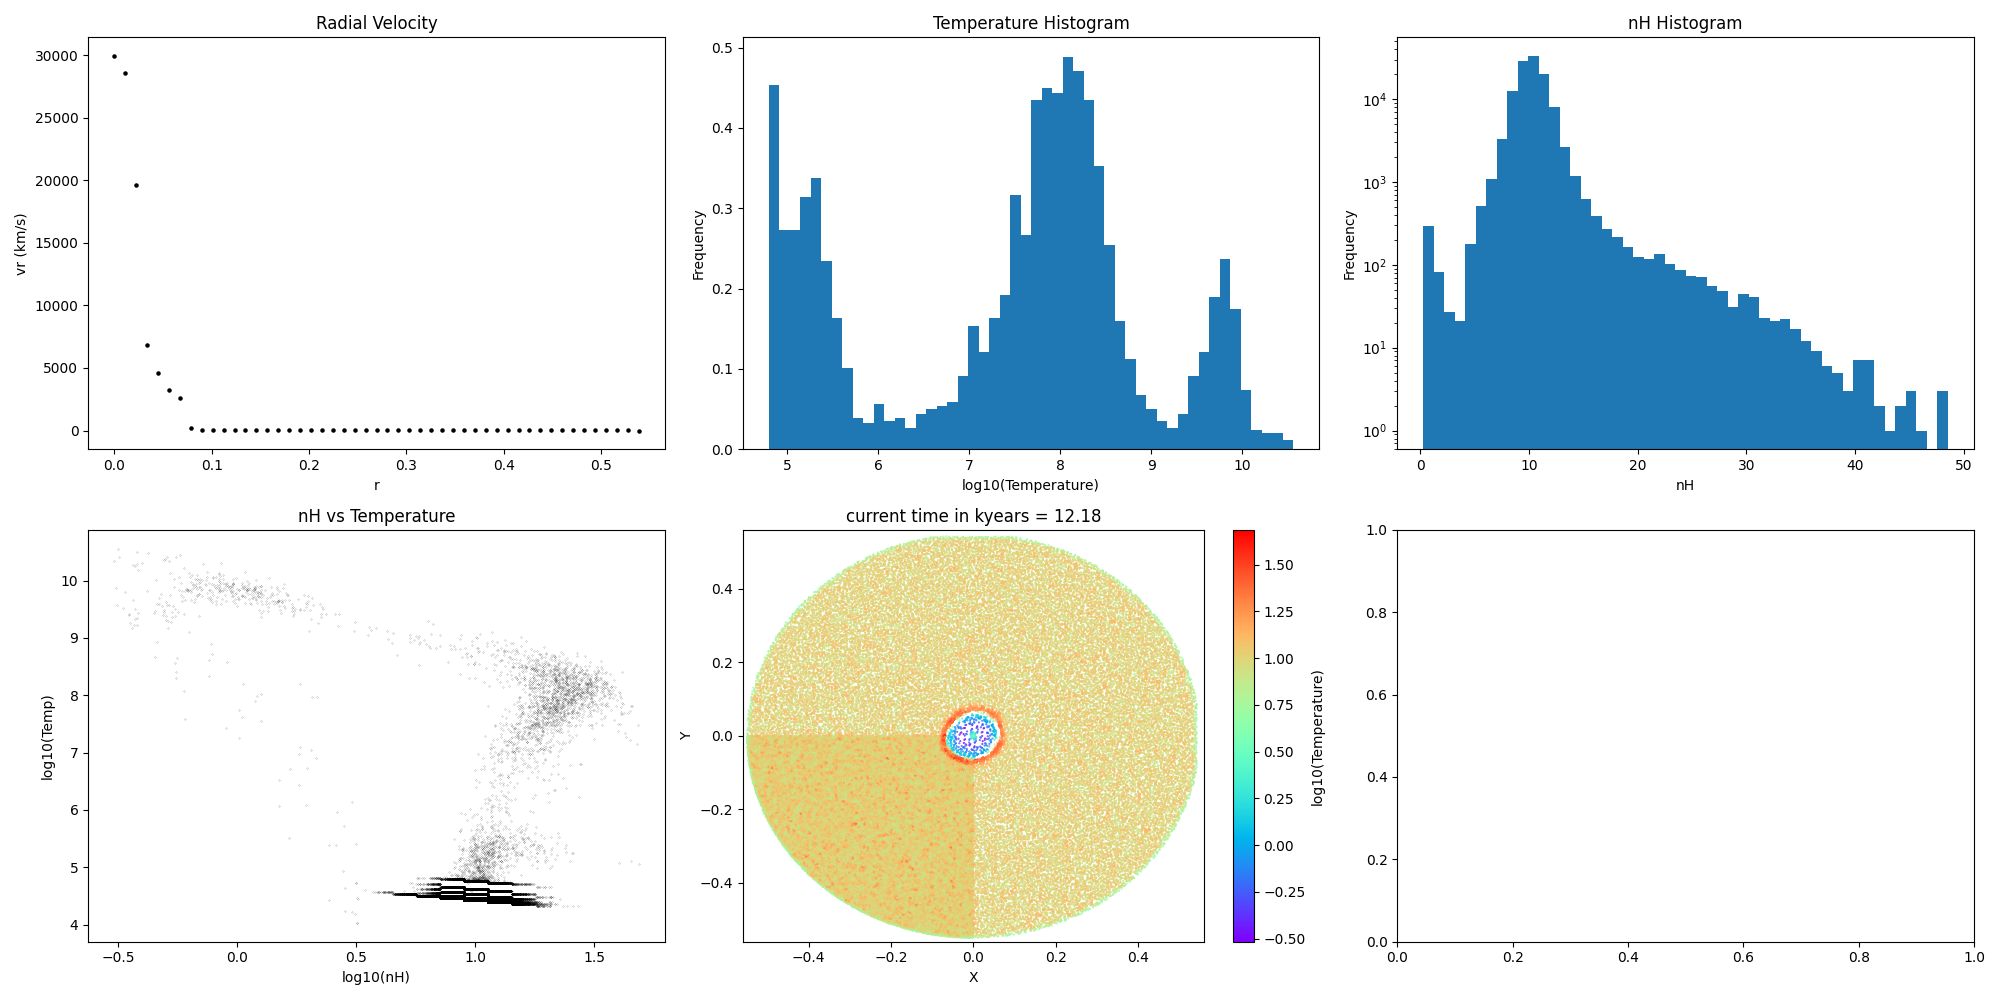 Radial Velocity
30000
25000
20000
15000
10000
5000
0
vr (km/s)
0.0 0.1 0.2 0.3 0.4 0.5
r
Temperature Histogram
0.5
0.4
0.3
0.2
0.1
0.0
Frequency
5 6 7 8 9 10
log10(Temperature)
nH Histogram
10^4
10^3
10^2
10^1
10^0
Frequency
0 10 20 30 40 50
nH
nH vs Temperature
10
9
8
7
6
5
4
log10(Temp)
−0.5 0.0 0.5 1.0 1.5
log10(nH)
current time in kyears = 12.18
0.4
0.2
0.0
−0.2
−0.4
Y
−0.4 −0.2 0.0 0.2 0.4
X
1.50
1.25
1.00
0.75
0.50
0.25
0.00
−0.25
−0.50
log10(Temperature)
1.0
0.8
0.6
0.4
0.2
0.0
0.0 0.2 0.4 0.6 0.8 1.0